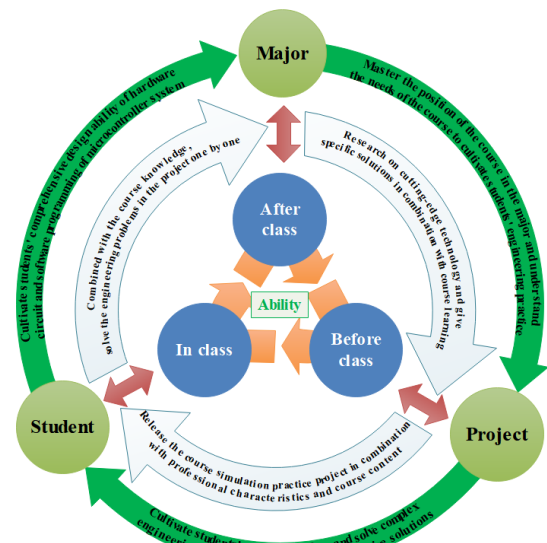 Major
Master the position of the course in the major and understand
the needs of the course to cultivate students' engineering practice
Cultivate students' comprehensive design ability of hardware
circuit and software programming of microcontroller system
Research on cutting-edge technology and give
specific solutions in combination with course learning
Combined with the course knowledge,
solve the engineering problems in the project one by one
After
class
Ability
In class
Before
class
Student
Project
Release the course simulation practice project in combination
with professional characteristics and course content
Cultivate and solve complex
solutions